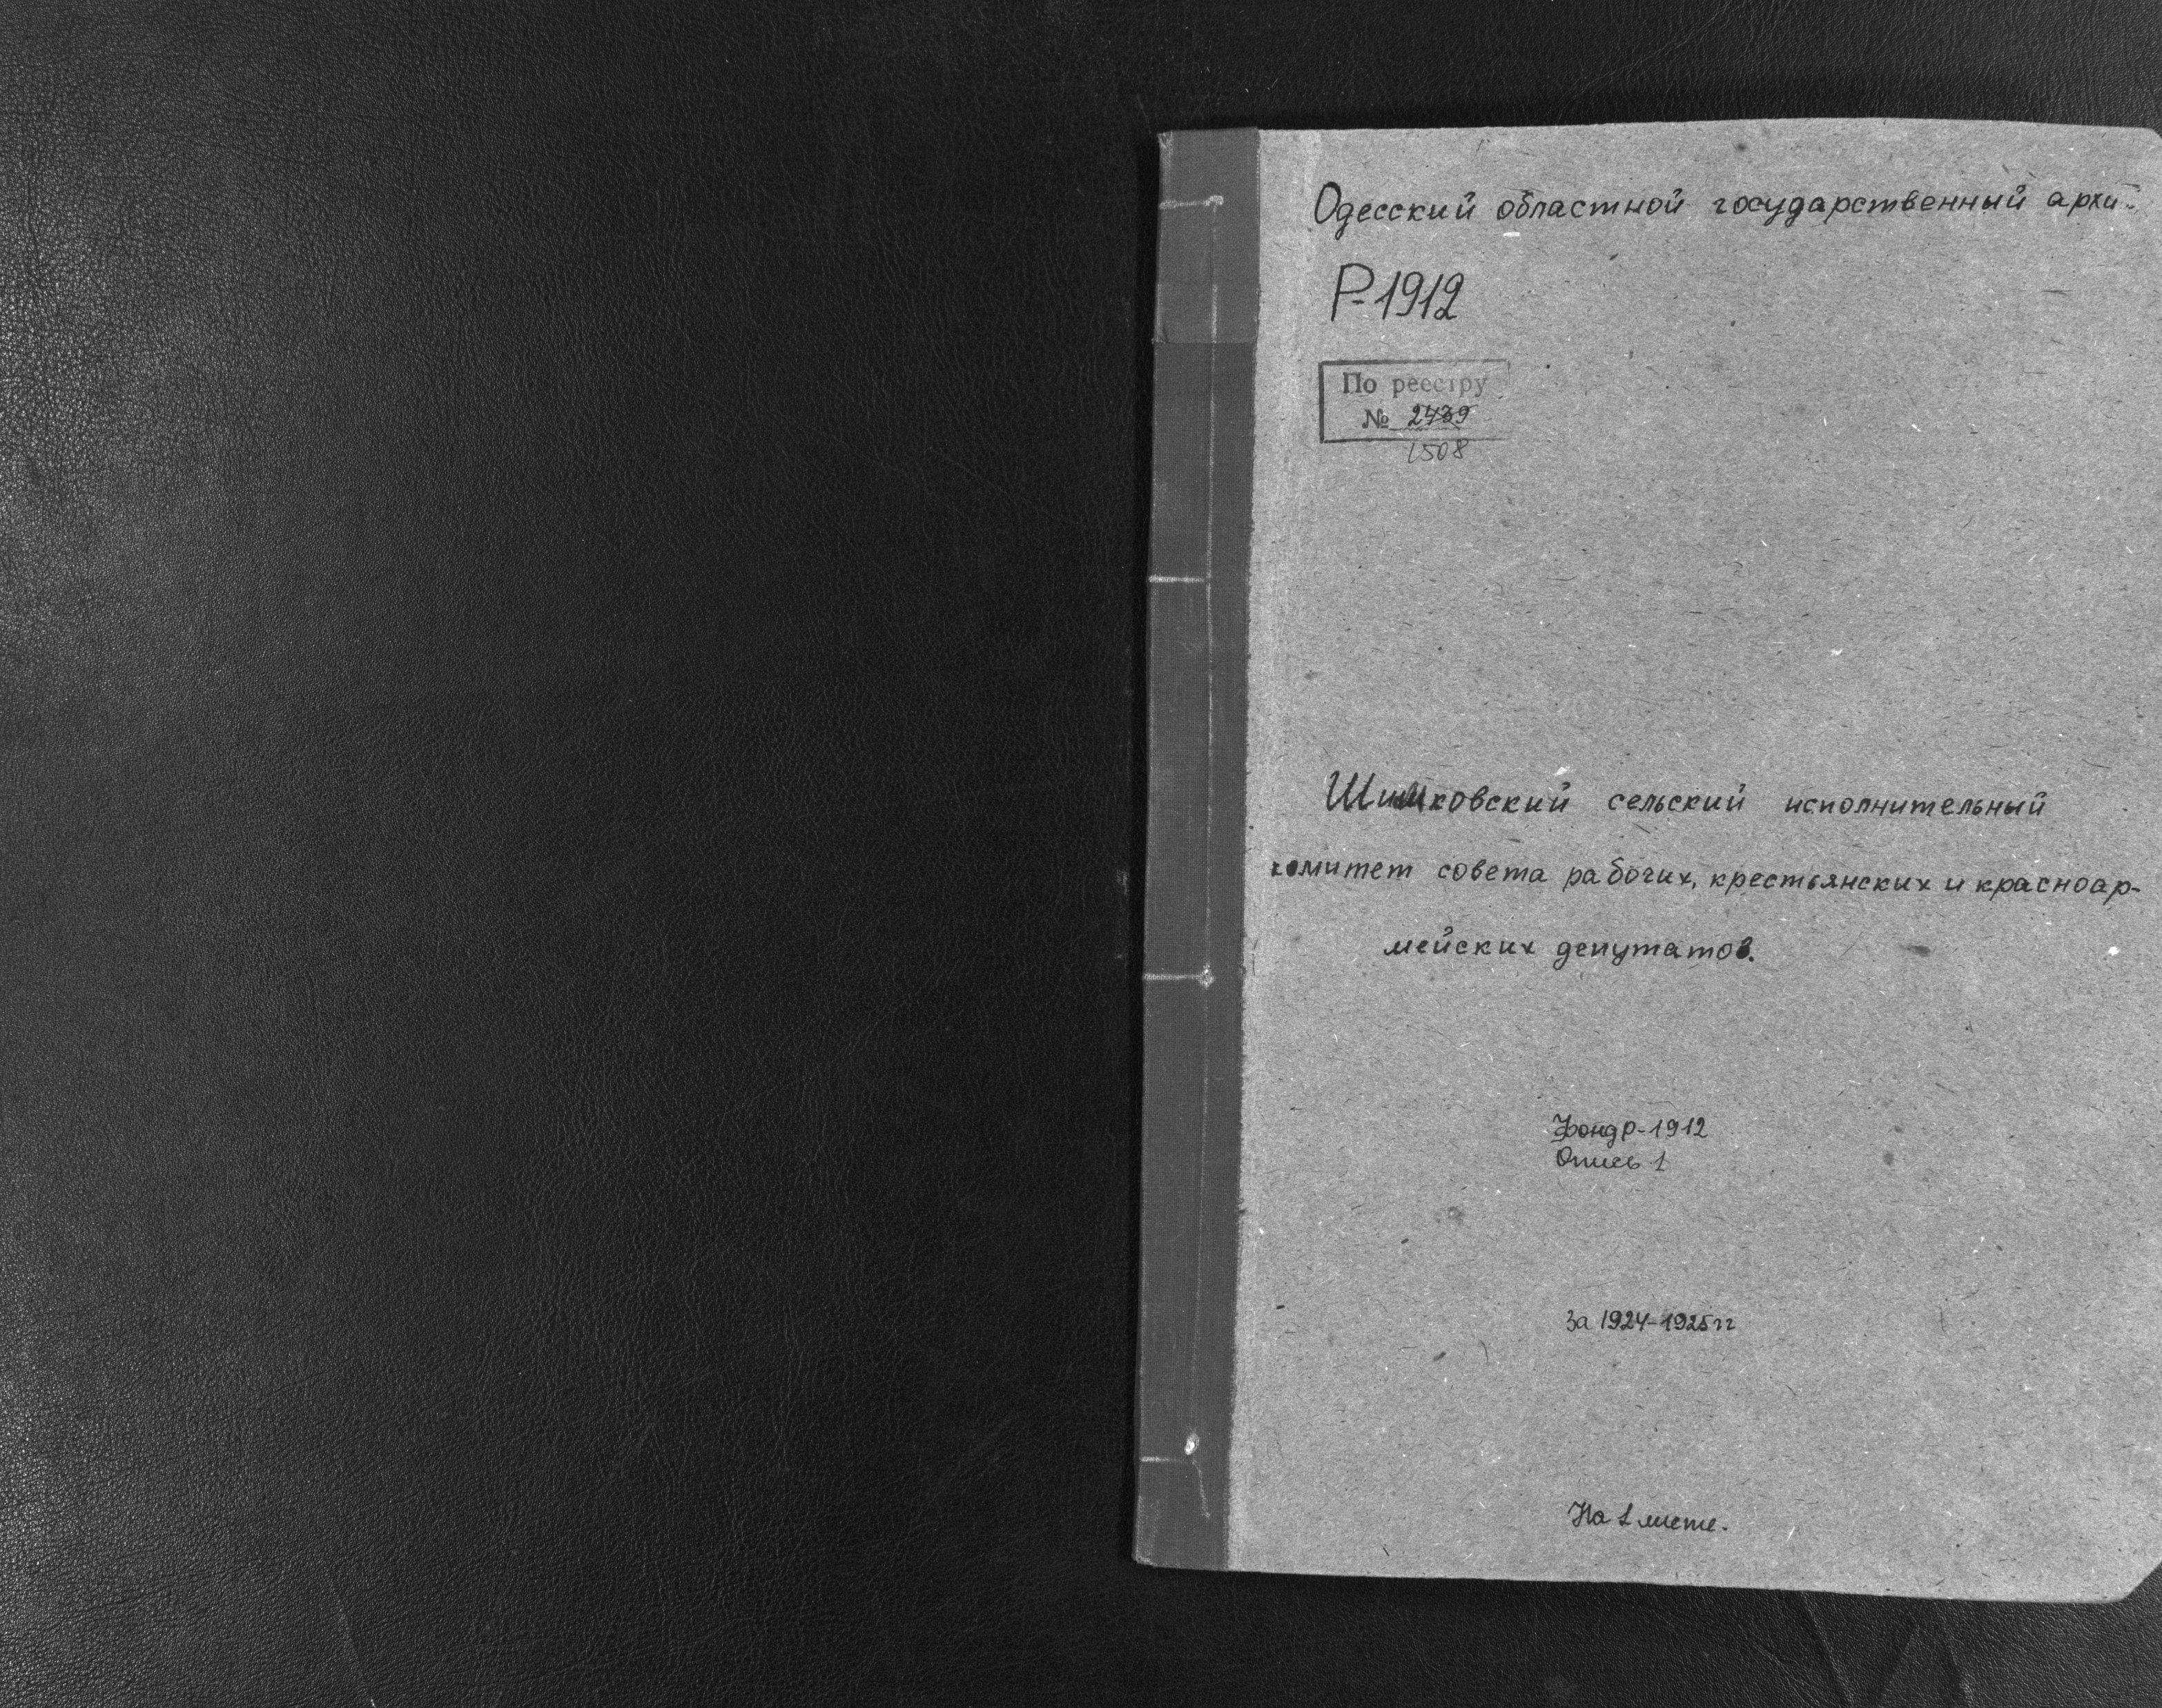 Одесский областной государственный архи-
Р-1912
По реестру
№ 2439
1508
Шишковский сельский исполнительный
комитет совета рабочих, крестьянских и красноар-
мейских депутатов.
Фонд Р-1912
Опись 1
За 1924-1925 гг
На 1 листе.